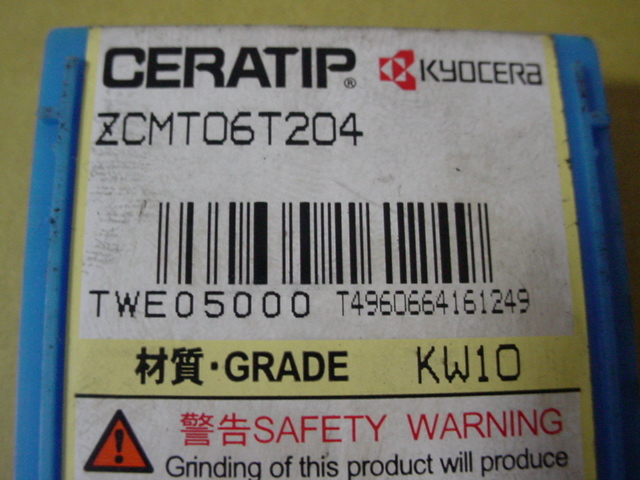 CERATIP® KYOCERA
ZCMT06T204
TWE05000 T4960664161249
材質・GRADE KW10
警告SAFETY WARNING
Grinding of this product will produce